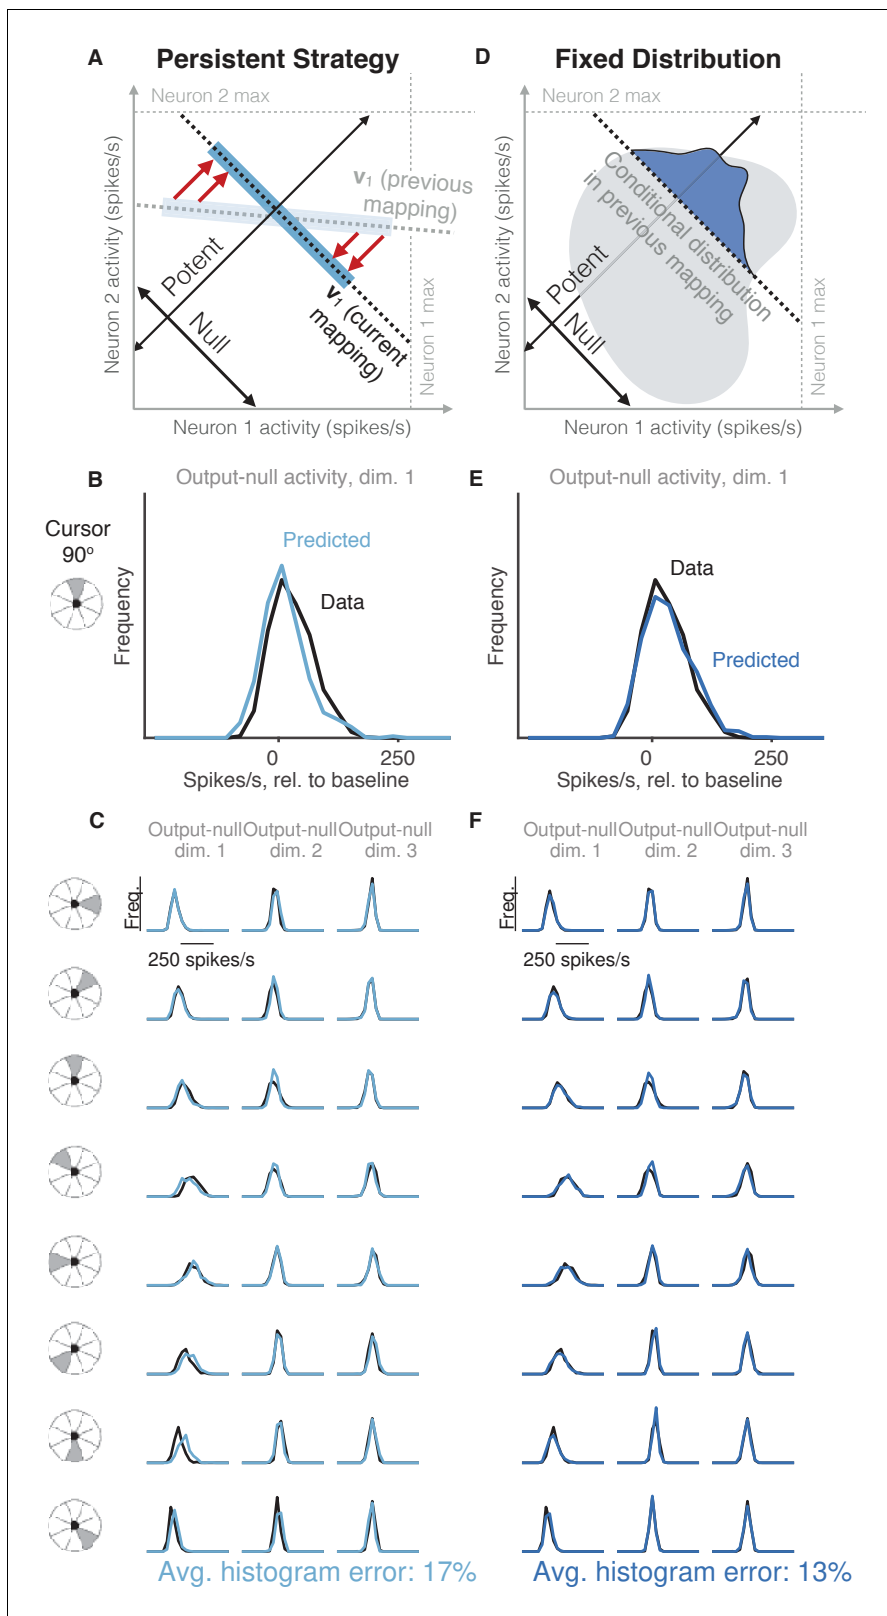 A Persistent Strategy
Neuron 2 max
Neuron 2 activity (spikes/s)
v1 (previous
mapping)
Potent
Null
v1 (current
mapping)
Neuron 1 max
Neuron 1 activity (spikes/s)
D Fixed Distribution
Neuron 2 max
Neuron 2 activity (spikes/s)
Conditional distribution
in previous mapping
Potent
Null
Neuron 1 max
Neuron 1 activity (spikes/s)
B Output-null activity, dim. 1
Cursor
90º
Frequency
Predicted
Data
0 250
Spikes/s, rel. to baseline
E Output-null activity, dim. 1
Frequency
Data
Predicted
0 250
Spikes/s, rel. to baseline
C
Output-null Output-null Output-null
dim. 1 dim. 2 dim. 3
Freq.
250 spikes/s
Avg. histogram error: 17%
F
Output-null Output-null Output-null
dim. 1 dim. 2 dim. 3
Freq.
250 spikes/s
Avg. histogram error: 13%